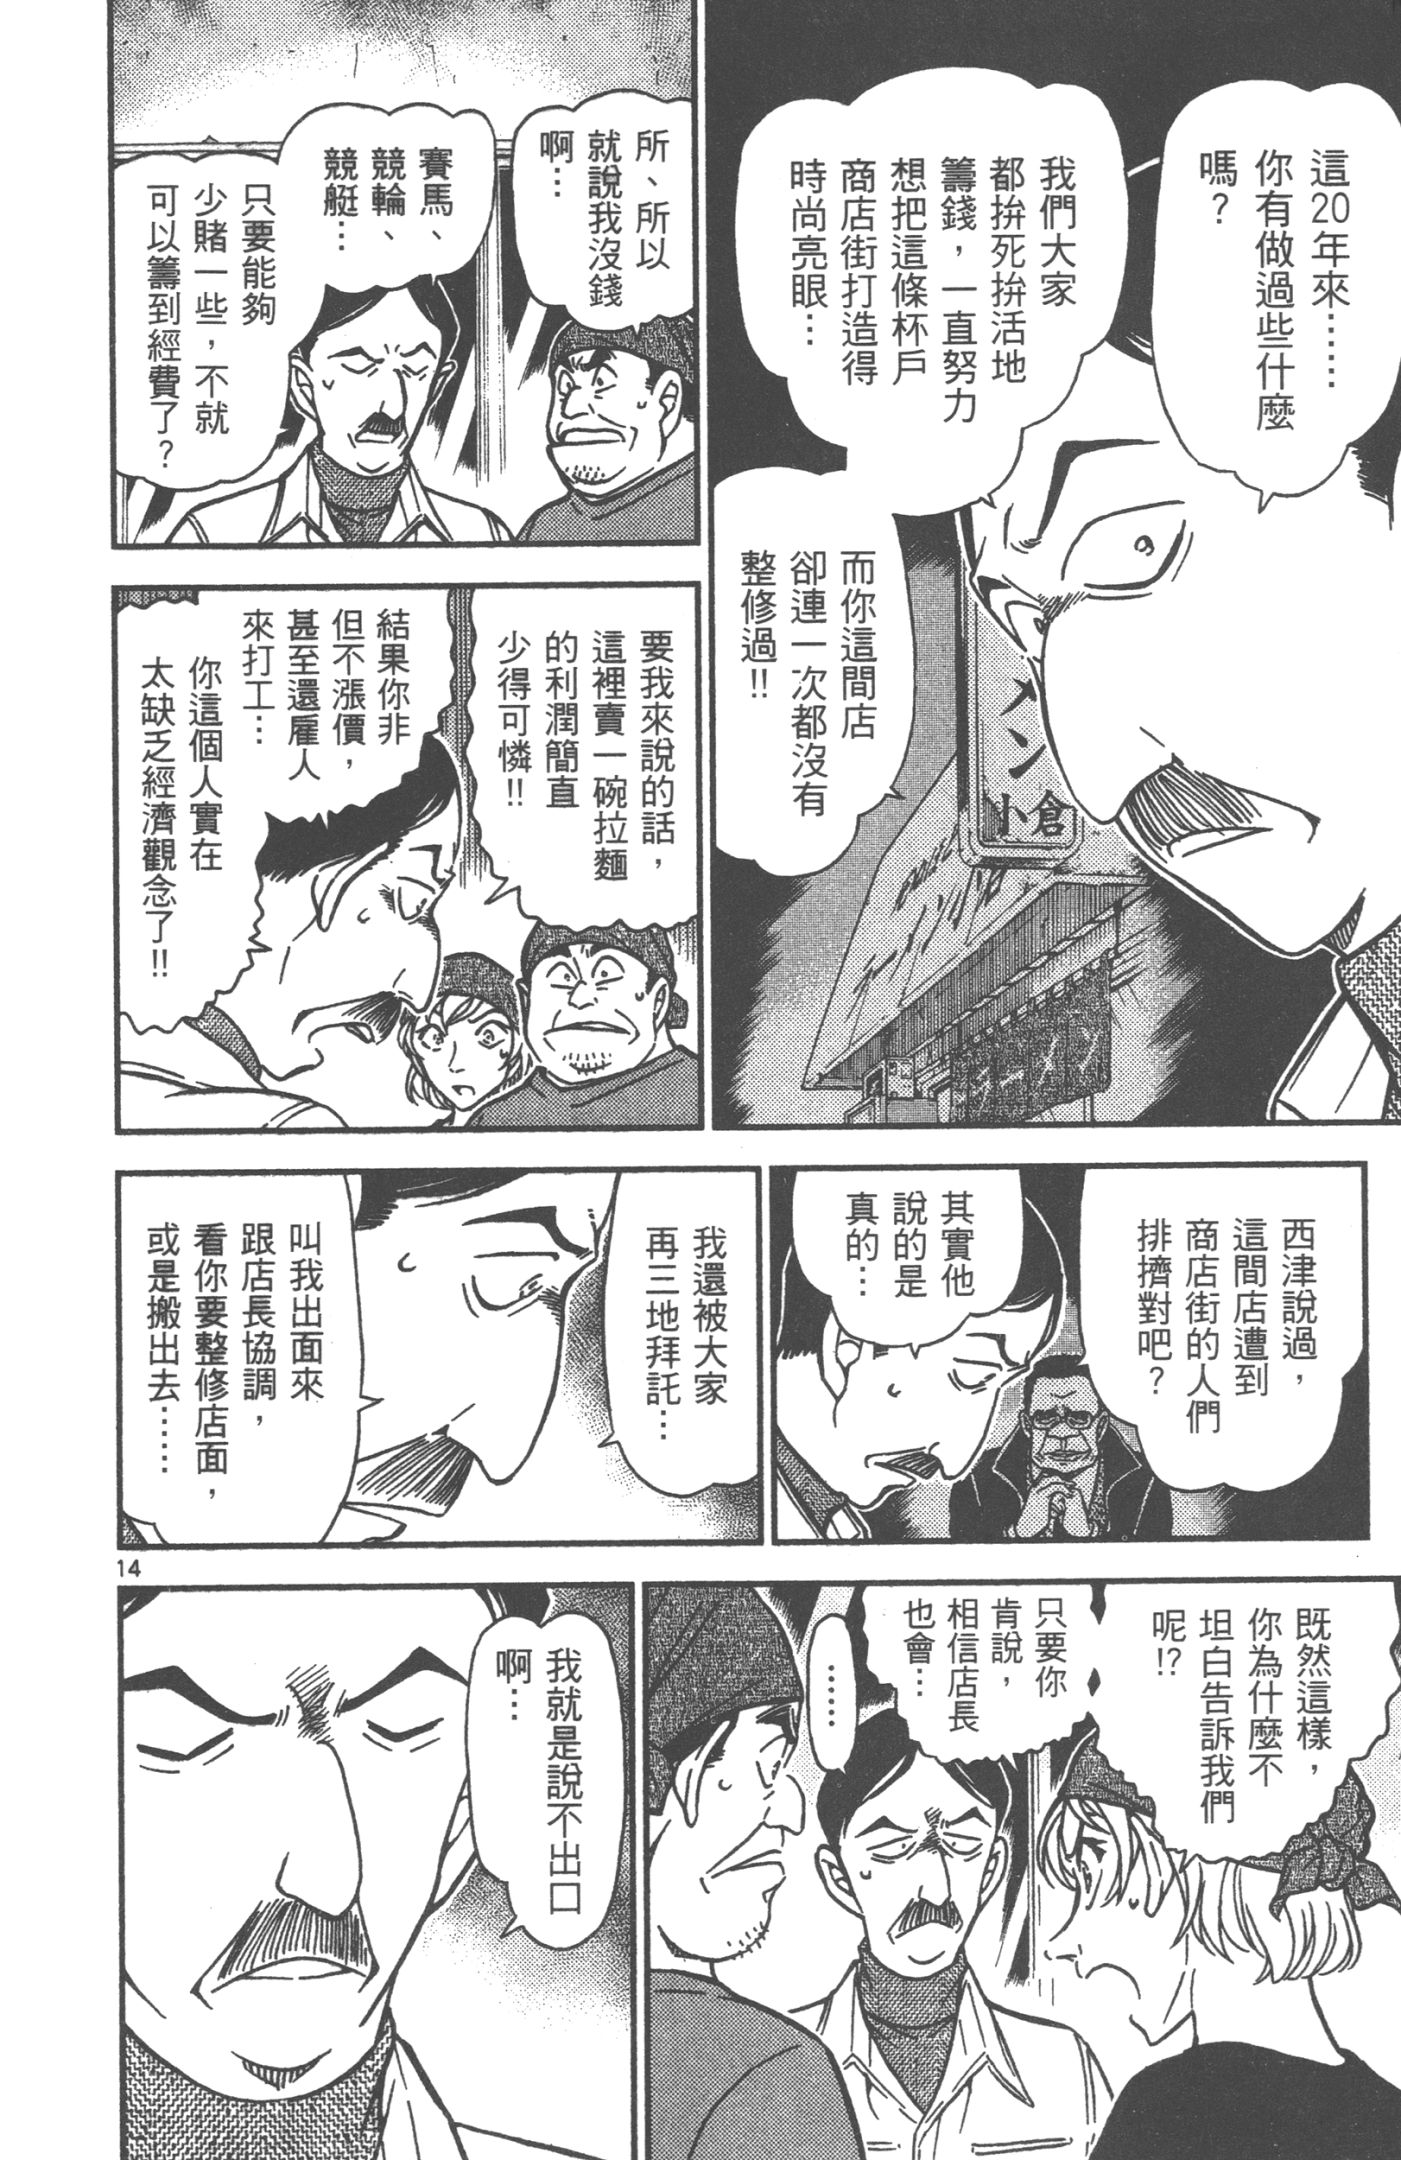 這20年來……
你有做過些什麼
嗎？
我們大家
都拚死拚活地
籌錢，一直努力
想把這條杯戶
商店街打造得
時尚亮眼…
而你這間店
卻連一次都沒有
整修過!!
メン
小倉
ラーメン
所、所以
就說我沒錢
啊…
賽馬、
競輪、
競艇…
只要能夠
少賭一些，不就
可以籌到經費了？
要我來說的話，
這裡賣一碗拉麵
的利潤簡直
少得可憐!!
結果你非
但不漲價，
甚至還雇人
來打工…
你這個人實在
太缺乏經濟觀念了!!
西津說過，
這間店遭到
商店街的人們
排擠對吧？
其實他
說的是
真的…
我還被大家
再三地拜託…
叫我出面來
跟店長協調，
看你要整修店面，
或是搬出去……
既然這樣，
你為什麼不
坦白告訴我們
呢!?
只要你
肯說，
相信店長
也會…
……
我就是說不出口
啊…
14